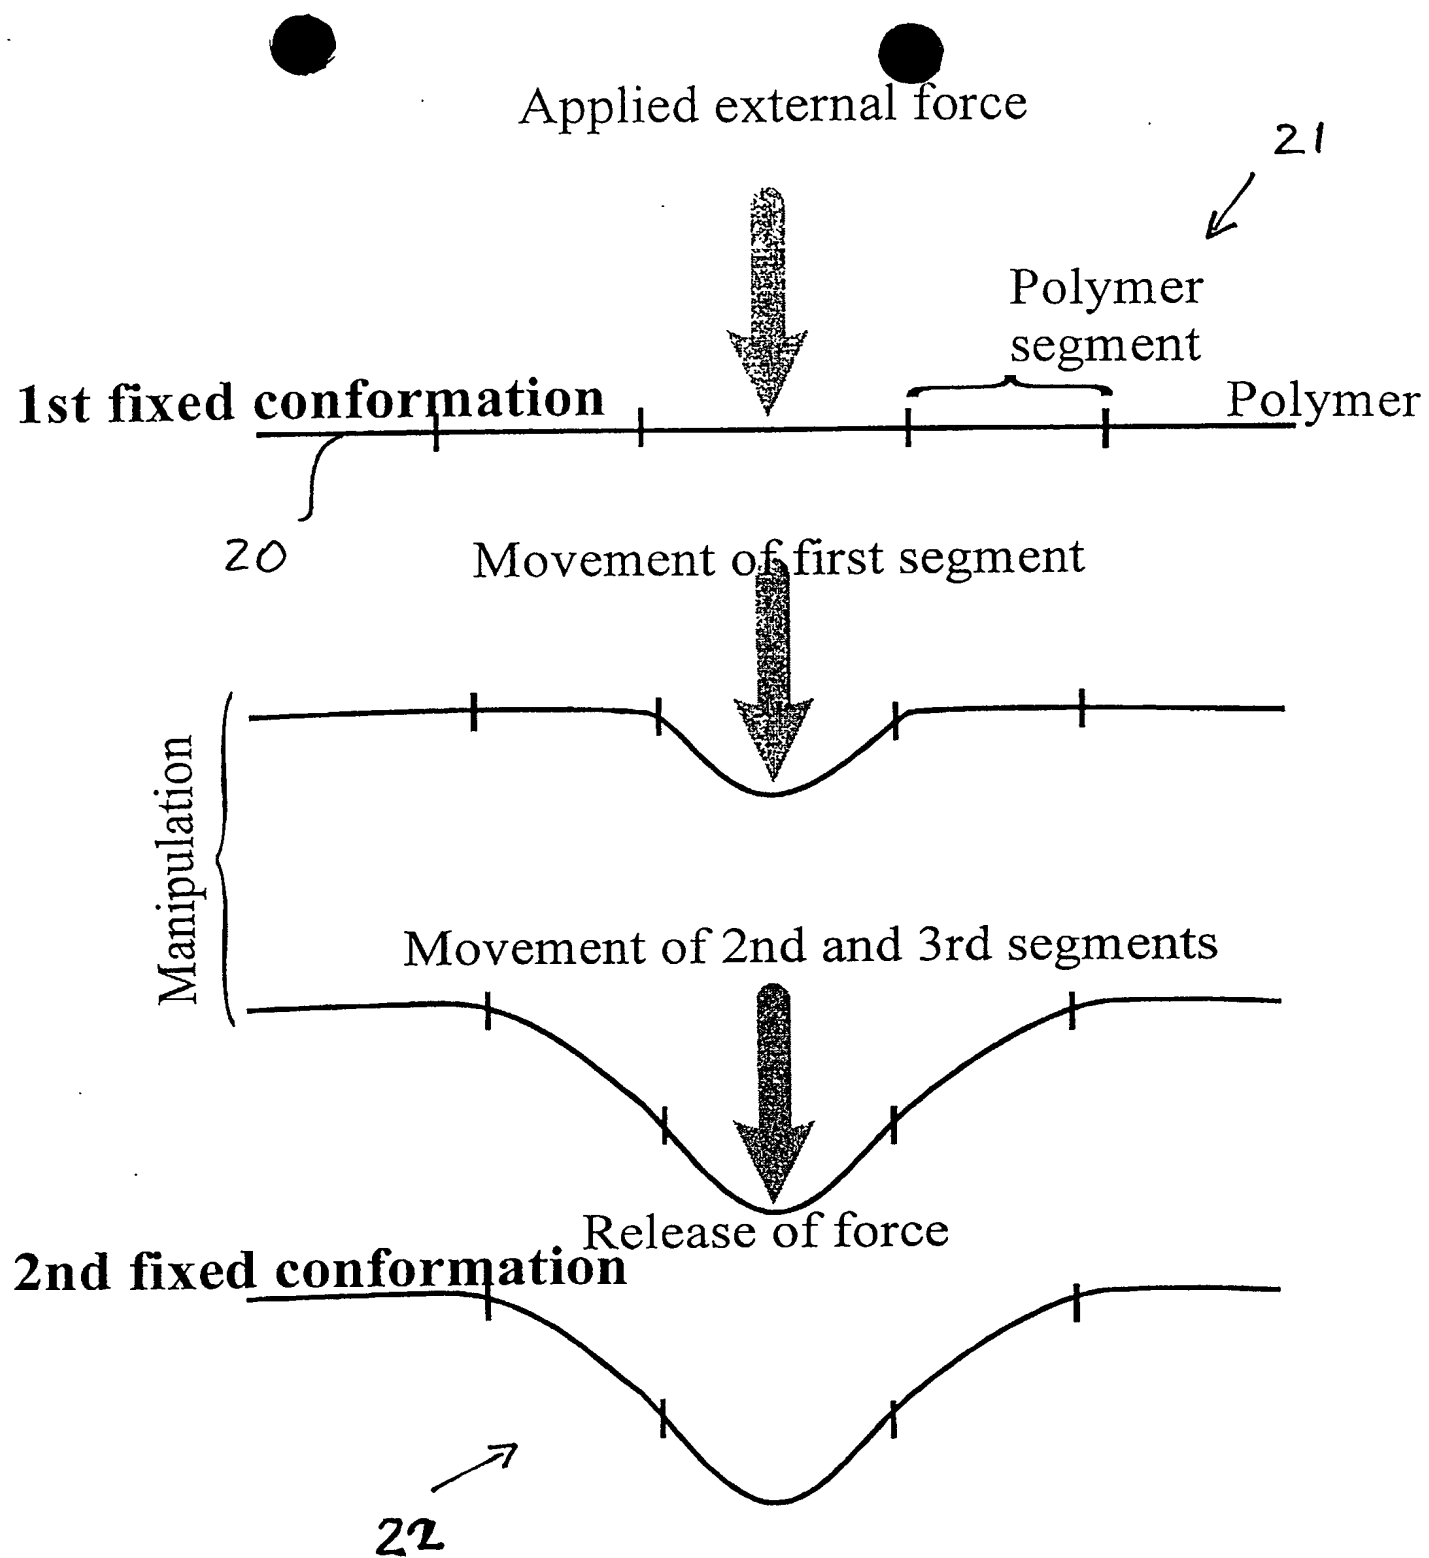 Applied external force
21
Polymer
segment
1st fixed conformation
Polymer
20
Movement of first segment
Manipulation
Movement of 2nd and 3rd segments
Release of force
2nd fixed conformation
22